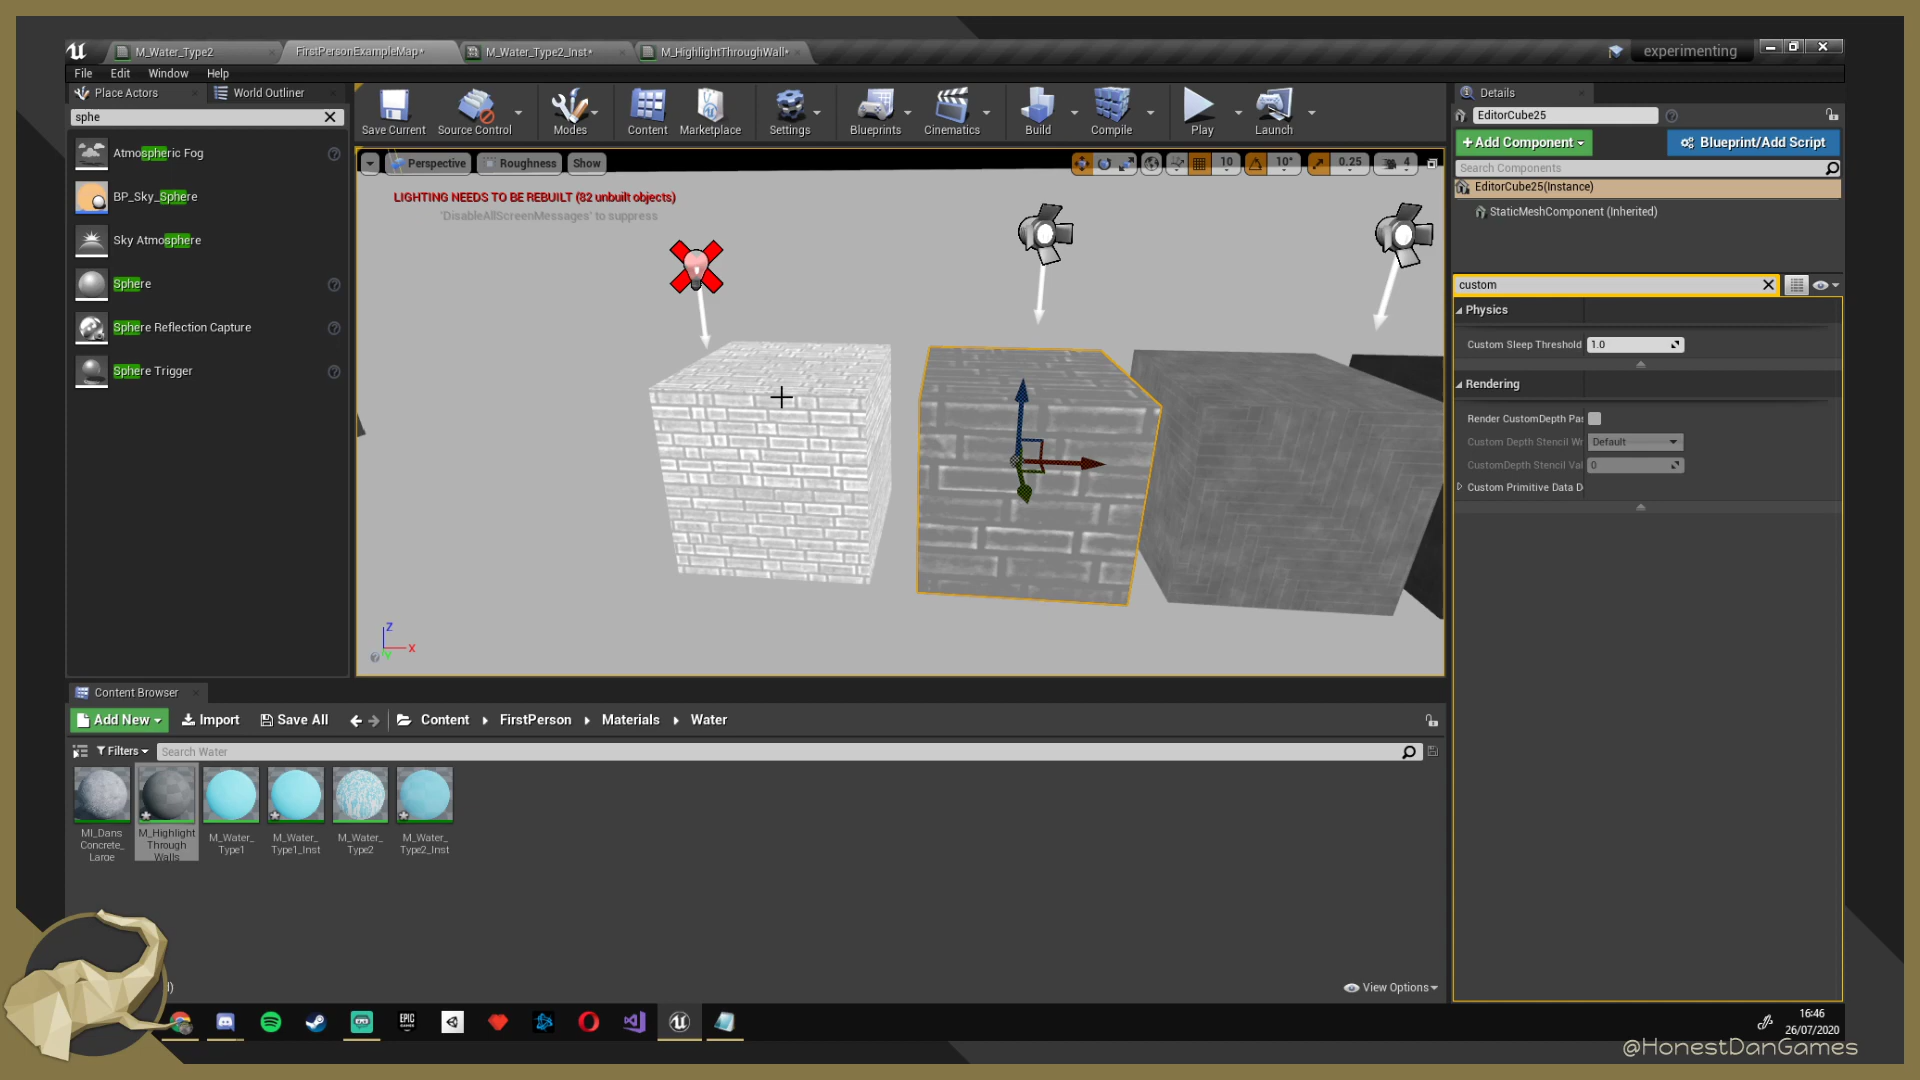 M_Water_Type2
FirstPersonExampleMap*
M_Water_Type2_Inst*
M_HighlightThroughWall*
experimenting
File Edit Window Help
Place Actors
World Outliner
sphe
Atmospheric Fog
BP_Sky_Sphere
Sky Atmosphere
Sphere
Sphere Reflection Capture
Sphere Trigger
Save Current
Source Control
Modes
Content
Marketplace
Settings
Blueprints
Cinematics
Build
Compile
Play
Launch
Perspective
Roughness
Show
10
10°
0.25
4
LIGHTING NEEDS TO BE REBUILT (82 unbuilt objects)
'DisableAllScreenMessages' to suppress
Z
X
Y
Details
EditorCube25
+Add Component
Blueprint/Add Script
Search Components
EditorCube25(Instance)
StaticMeshComponent (Inherited)
custom
Physics
Custom Sleep Threshold
1.0
Rendering
Render CustomDepth Pas
Custom Depth Stencil Wr
Default
CustomDepth Stencil Val
0
Custom Primitive Data D
Content Browser
Add New
Import
Save All
Content
FirstPerson
Materials
Water
Filters
Search Water
MI_Dans
Concrete_
Large
M_Highlight
Through
Walls
M_Water_
Type1
M_Water_
Type1_Inst
M_Water_
Type2
M_Water_
Type2_Inst
View Options
EPIC
GAMES
16:46
26/07/2020
@HonestDanGames